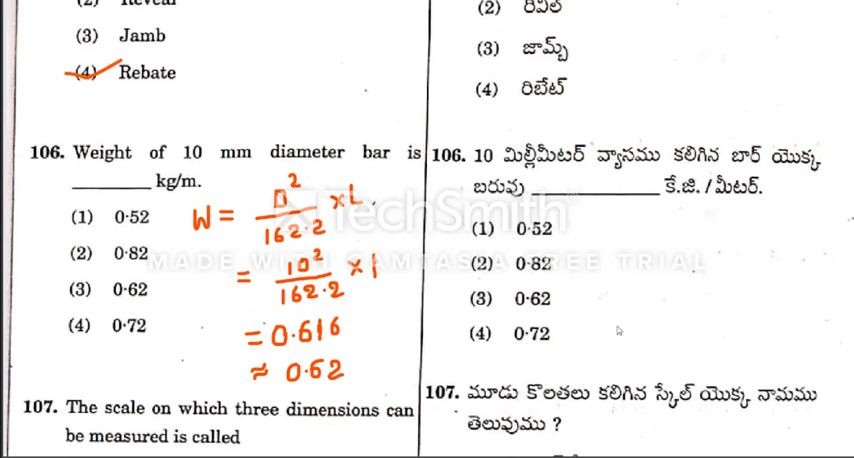 (2) Reveal
(3) Jamb
(4) Rebate
106. Weight of 10 mm diameter bar is
______ kg/m.
(1) 0·52
(2) 0·82
(3) 0·62
(4) 0·72
W = D² / 162·2 × L
= 10² / 162·2 × 1
= 0·616
≈ 0·62
107. The scale on which three dimensions can
be measured is called
(2) రివీల్
(3) జామ్బ్
(4) రిబేట్
106. 10 మిల్లీమీటర్ వ్యాసము కలిగిన బార్ యొక్క
బరువు ______ కే.జి. /మీటర్.
(1) 0·52
(2) 0·82
(3) 0·62
(4) 0·72
107. మూడు కొలతలు కలిగిన స్కేల్ యొక్క నామము
తెలువుము ?
TechSmith
MADE WITH CAMTASIA FREE TRIAL